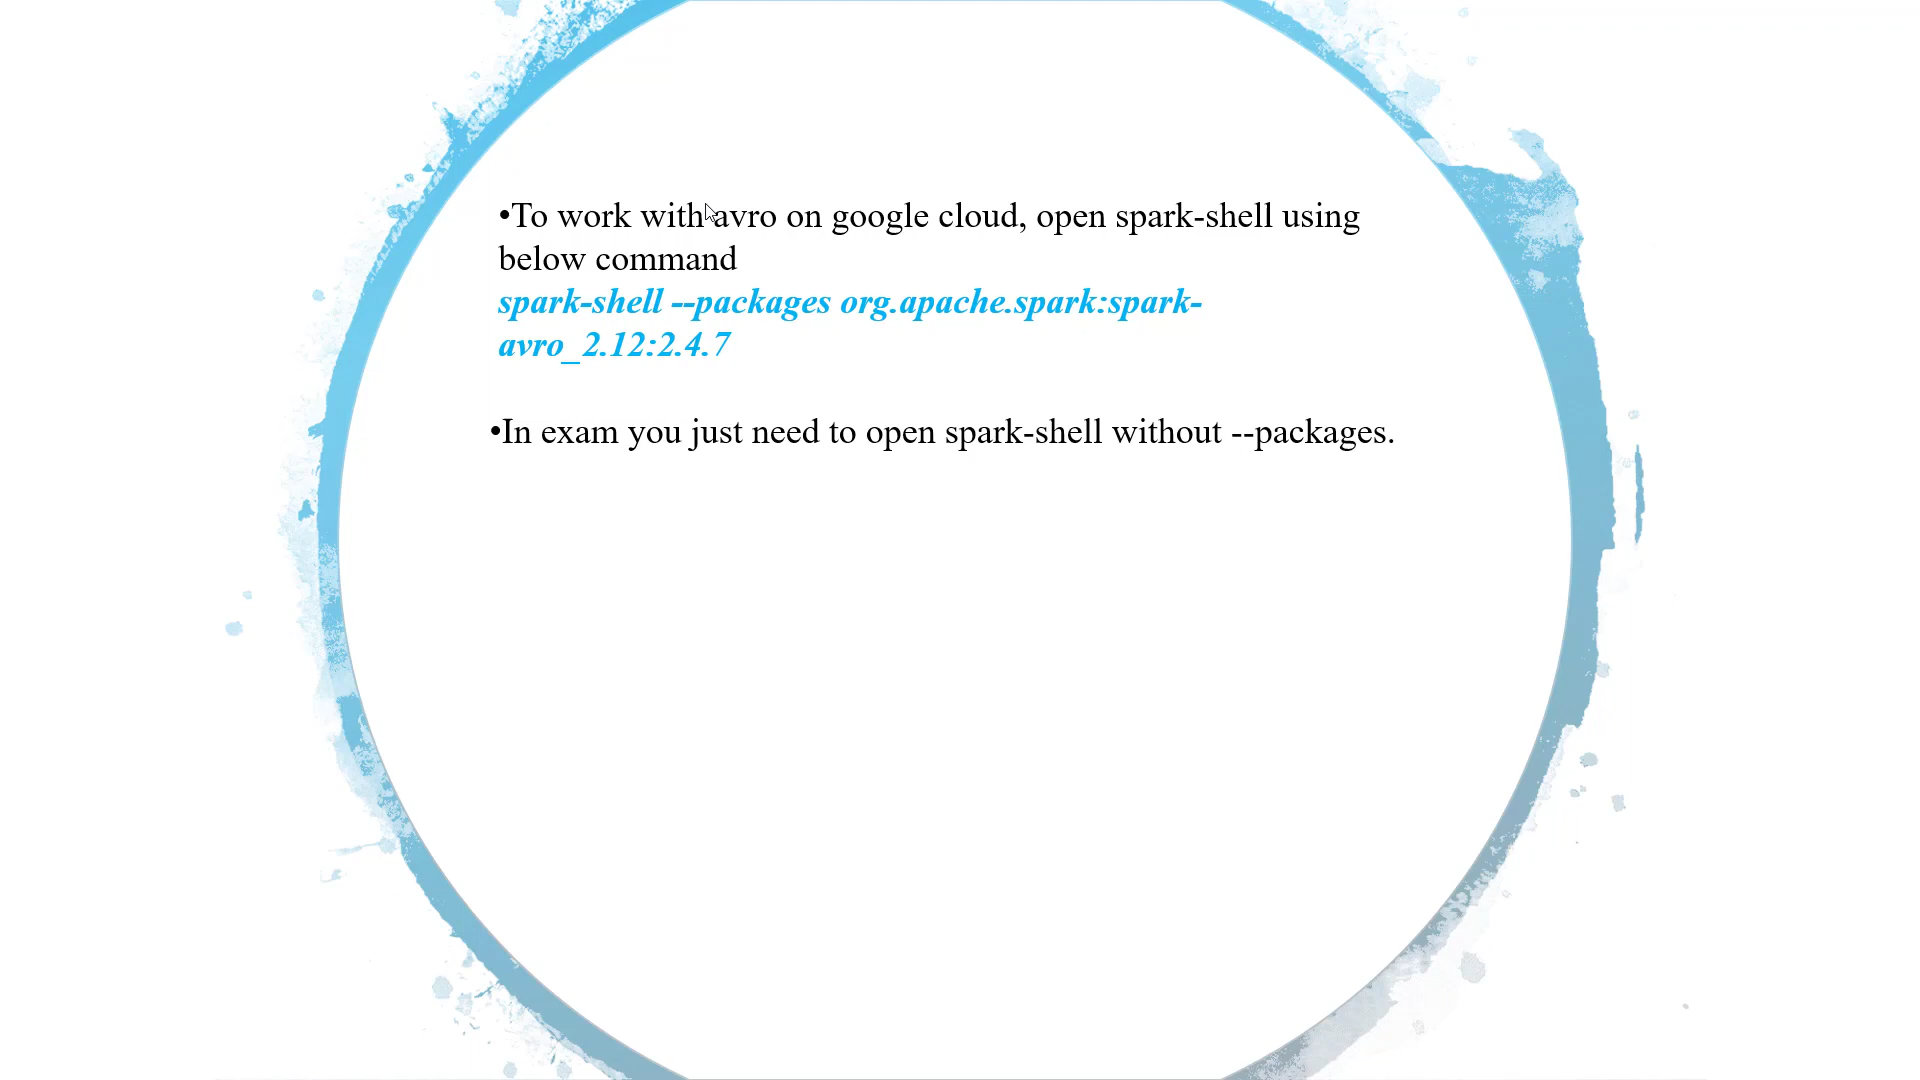 •To work with avro on google cloud, open spark-shell using
below command
spark-shell --packages org.apache.spark:spark-
avro_2.12:2.4.7
•In exam you just need to open spark-shell without --packages.